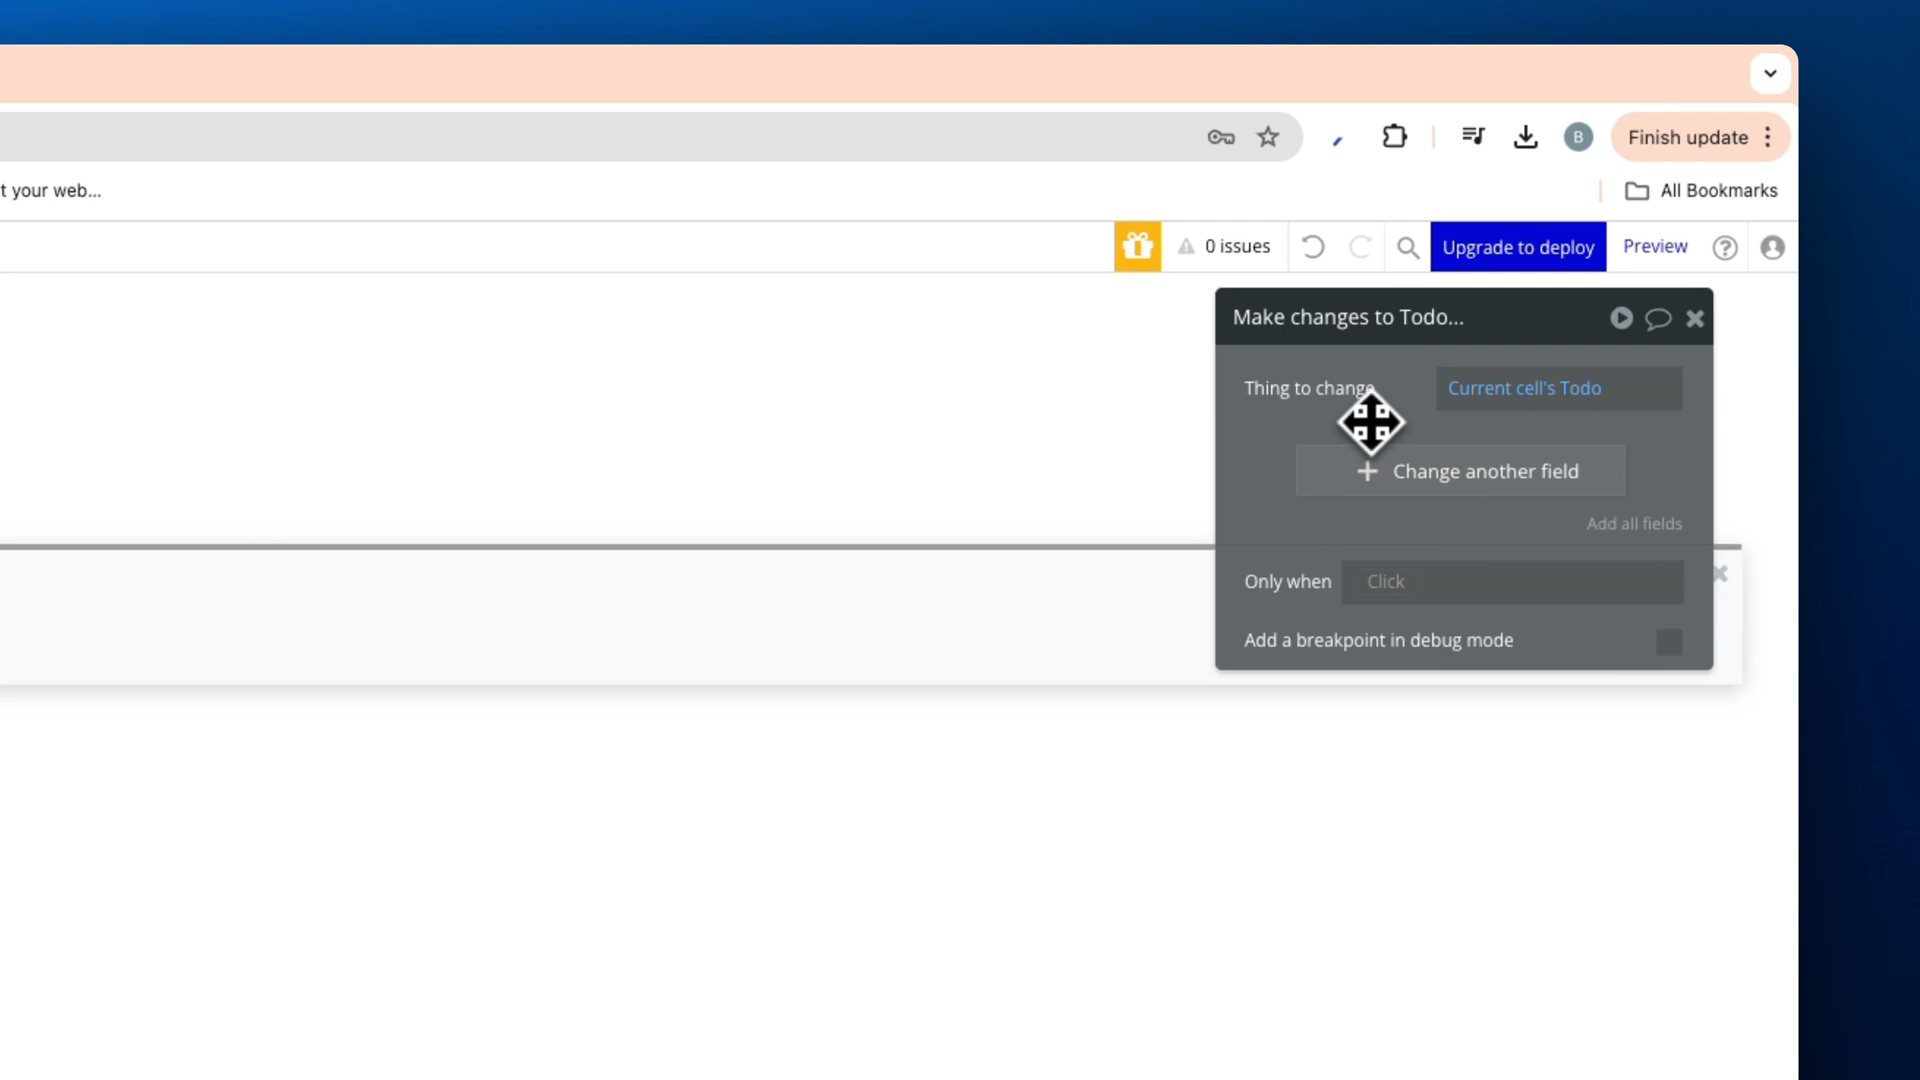 B
Finish update
t your web...
All Bookmarks
0 issues
Upgrade to deploy
Preview
Make changes to Todo...
Thing to change
Current cell's Todo
Change another field
Add all fields
Only when
Click
Add a breakpoint in debug mode